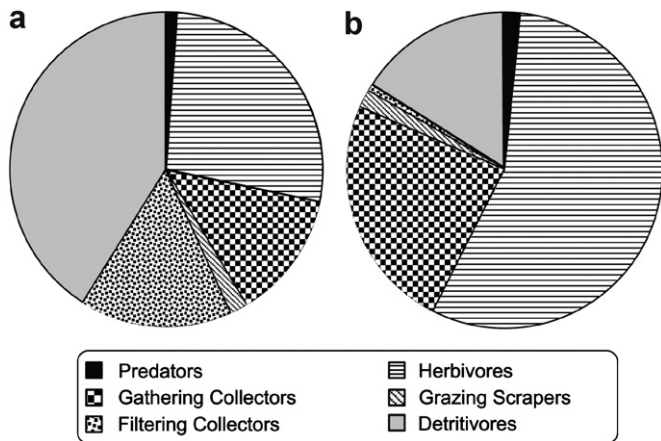 a b
Predators Herbivores
Gathering Collectors Grazing Scrapers
Filtering Collectors Detritivores